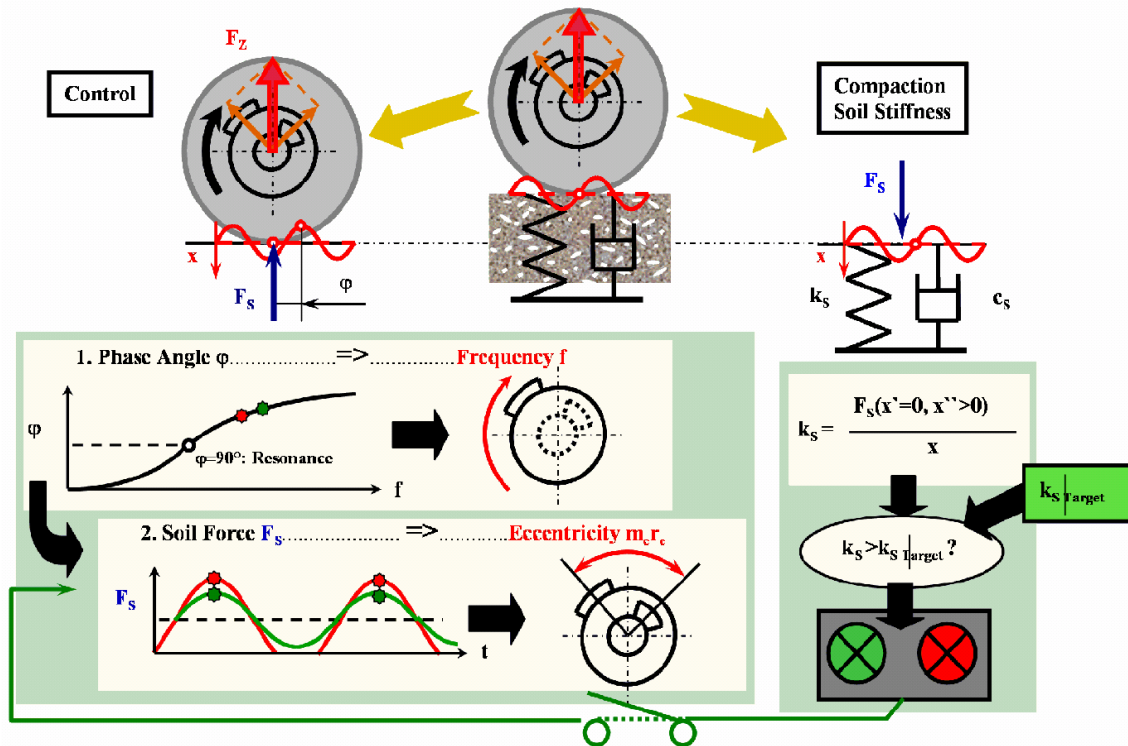 F_Z
Control
Compaction
Soil Stiffness
F_S
x
F_S
φ
x
k_S
c_S
1. Phase Angle φ.....................=>.....................Frequency f
φ
φ=90°: Resonance
f
2. Soil Force F_S.............................=>.....................Eccentricity m_e r_e
F_S
t
k_S = F_S(x`=0, x``>0)
x
k_S|Target
k_S>k_S|Target ?